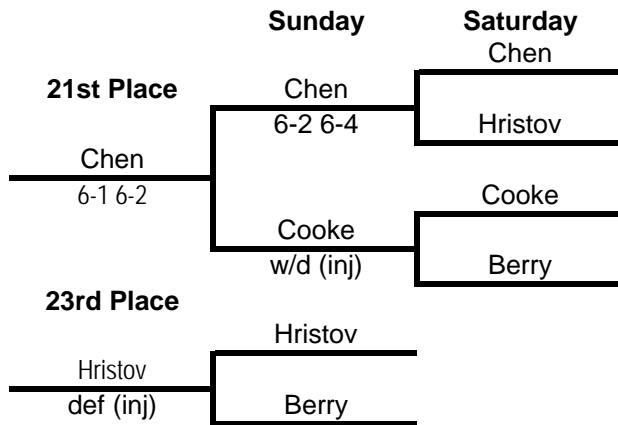 Sunday Saturday
Chen
21st Place Chen
6-2 6-4 Hristov
Chen
6-1 6-2 Cooke
Cooke
w/d (inj) Berry
23rd Place
Hristov
Hristov
def (inj) Berry